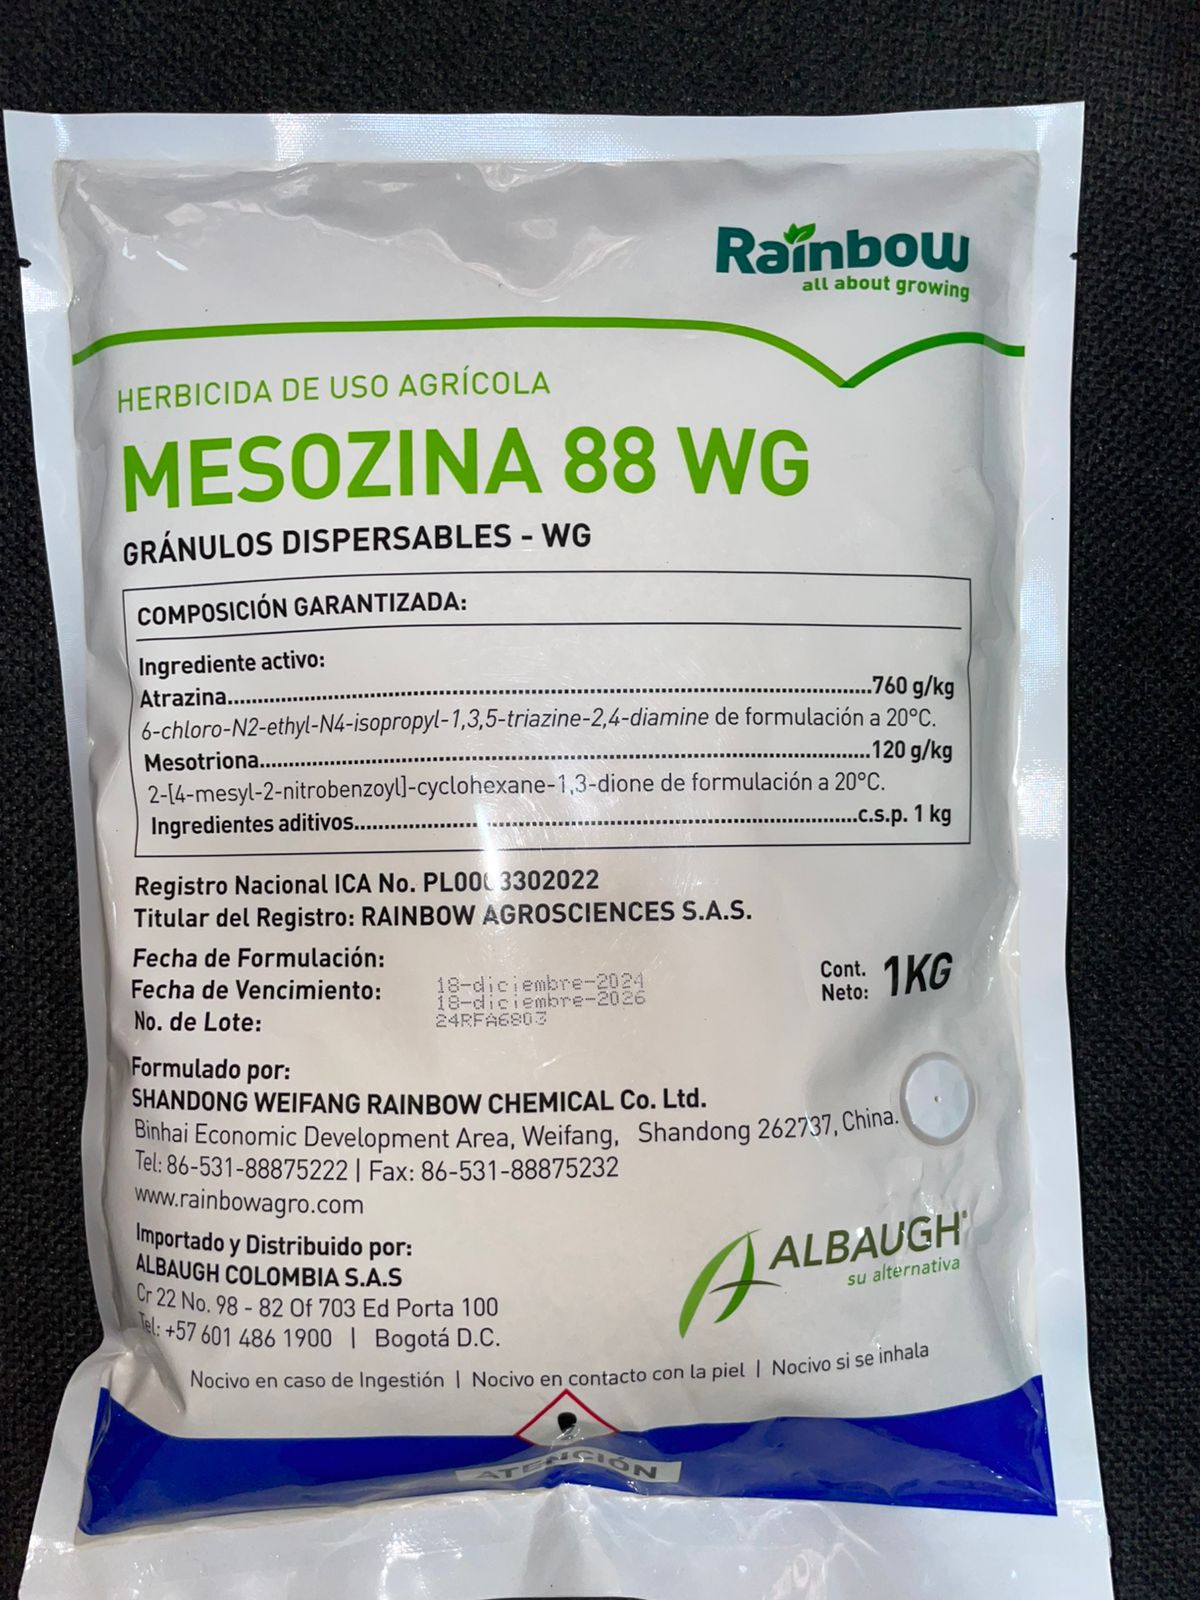 Rainbow
all about growing
HERBICIDA DE USO AGRÍCOLA
MESOZINA 88 WG
GRÁNULOS DISPERSABLES - WG
COMPOSICIÓN GARANTIZADA:
Ingrediente activo:
Atrazina..........760 g/kg
6-chloro-N2-ethyl-N4-isopropyl-1,3,5-triazine-2,4-diamine de formulación a 20°C.
Mesotriona..........120 g/kg
2-[4-mesyl-2-nitrobenzoyl]-cyclohexane-1,3-dione de formulación a 20°C.
Ingredientes aditivos..........c.s.p. 1 kg
Registro Nacional ICA No.
Titular del Registro: RAINBOW AGROSCIENCES S.A.S.
Fecha de Formulación: 18-diciembre-2024
Fecha de Vencimiento: 18-diciembre-2026
No. de Lote: 24RFA6803
Cont. Neto: 1KG
Formulado por:
SHANDONG WEIFANG RAINBOW CHEMICAL Co. Ltd.
Binhai Economic Development Area, Weifang, Shandong 262737, China.
Tel: 86-531-88875222 | Fax: 86-531-88875232
www.rainbowagro.com
Importado y Distribuido por:
ALBAUGH COLOMBIA S.A.S
Cr 22 No. 98 - 82 Of 703 Ed Porta 100
Tel: +57 601 486 1900 | Bogotá D.C.
ALBAUGH®
su alternativa
Nocivo en caso de Ingestión | Nocivo en contacto con la piel | Nocivo si se inhala
ATENCIÓN